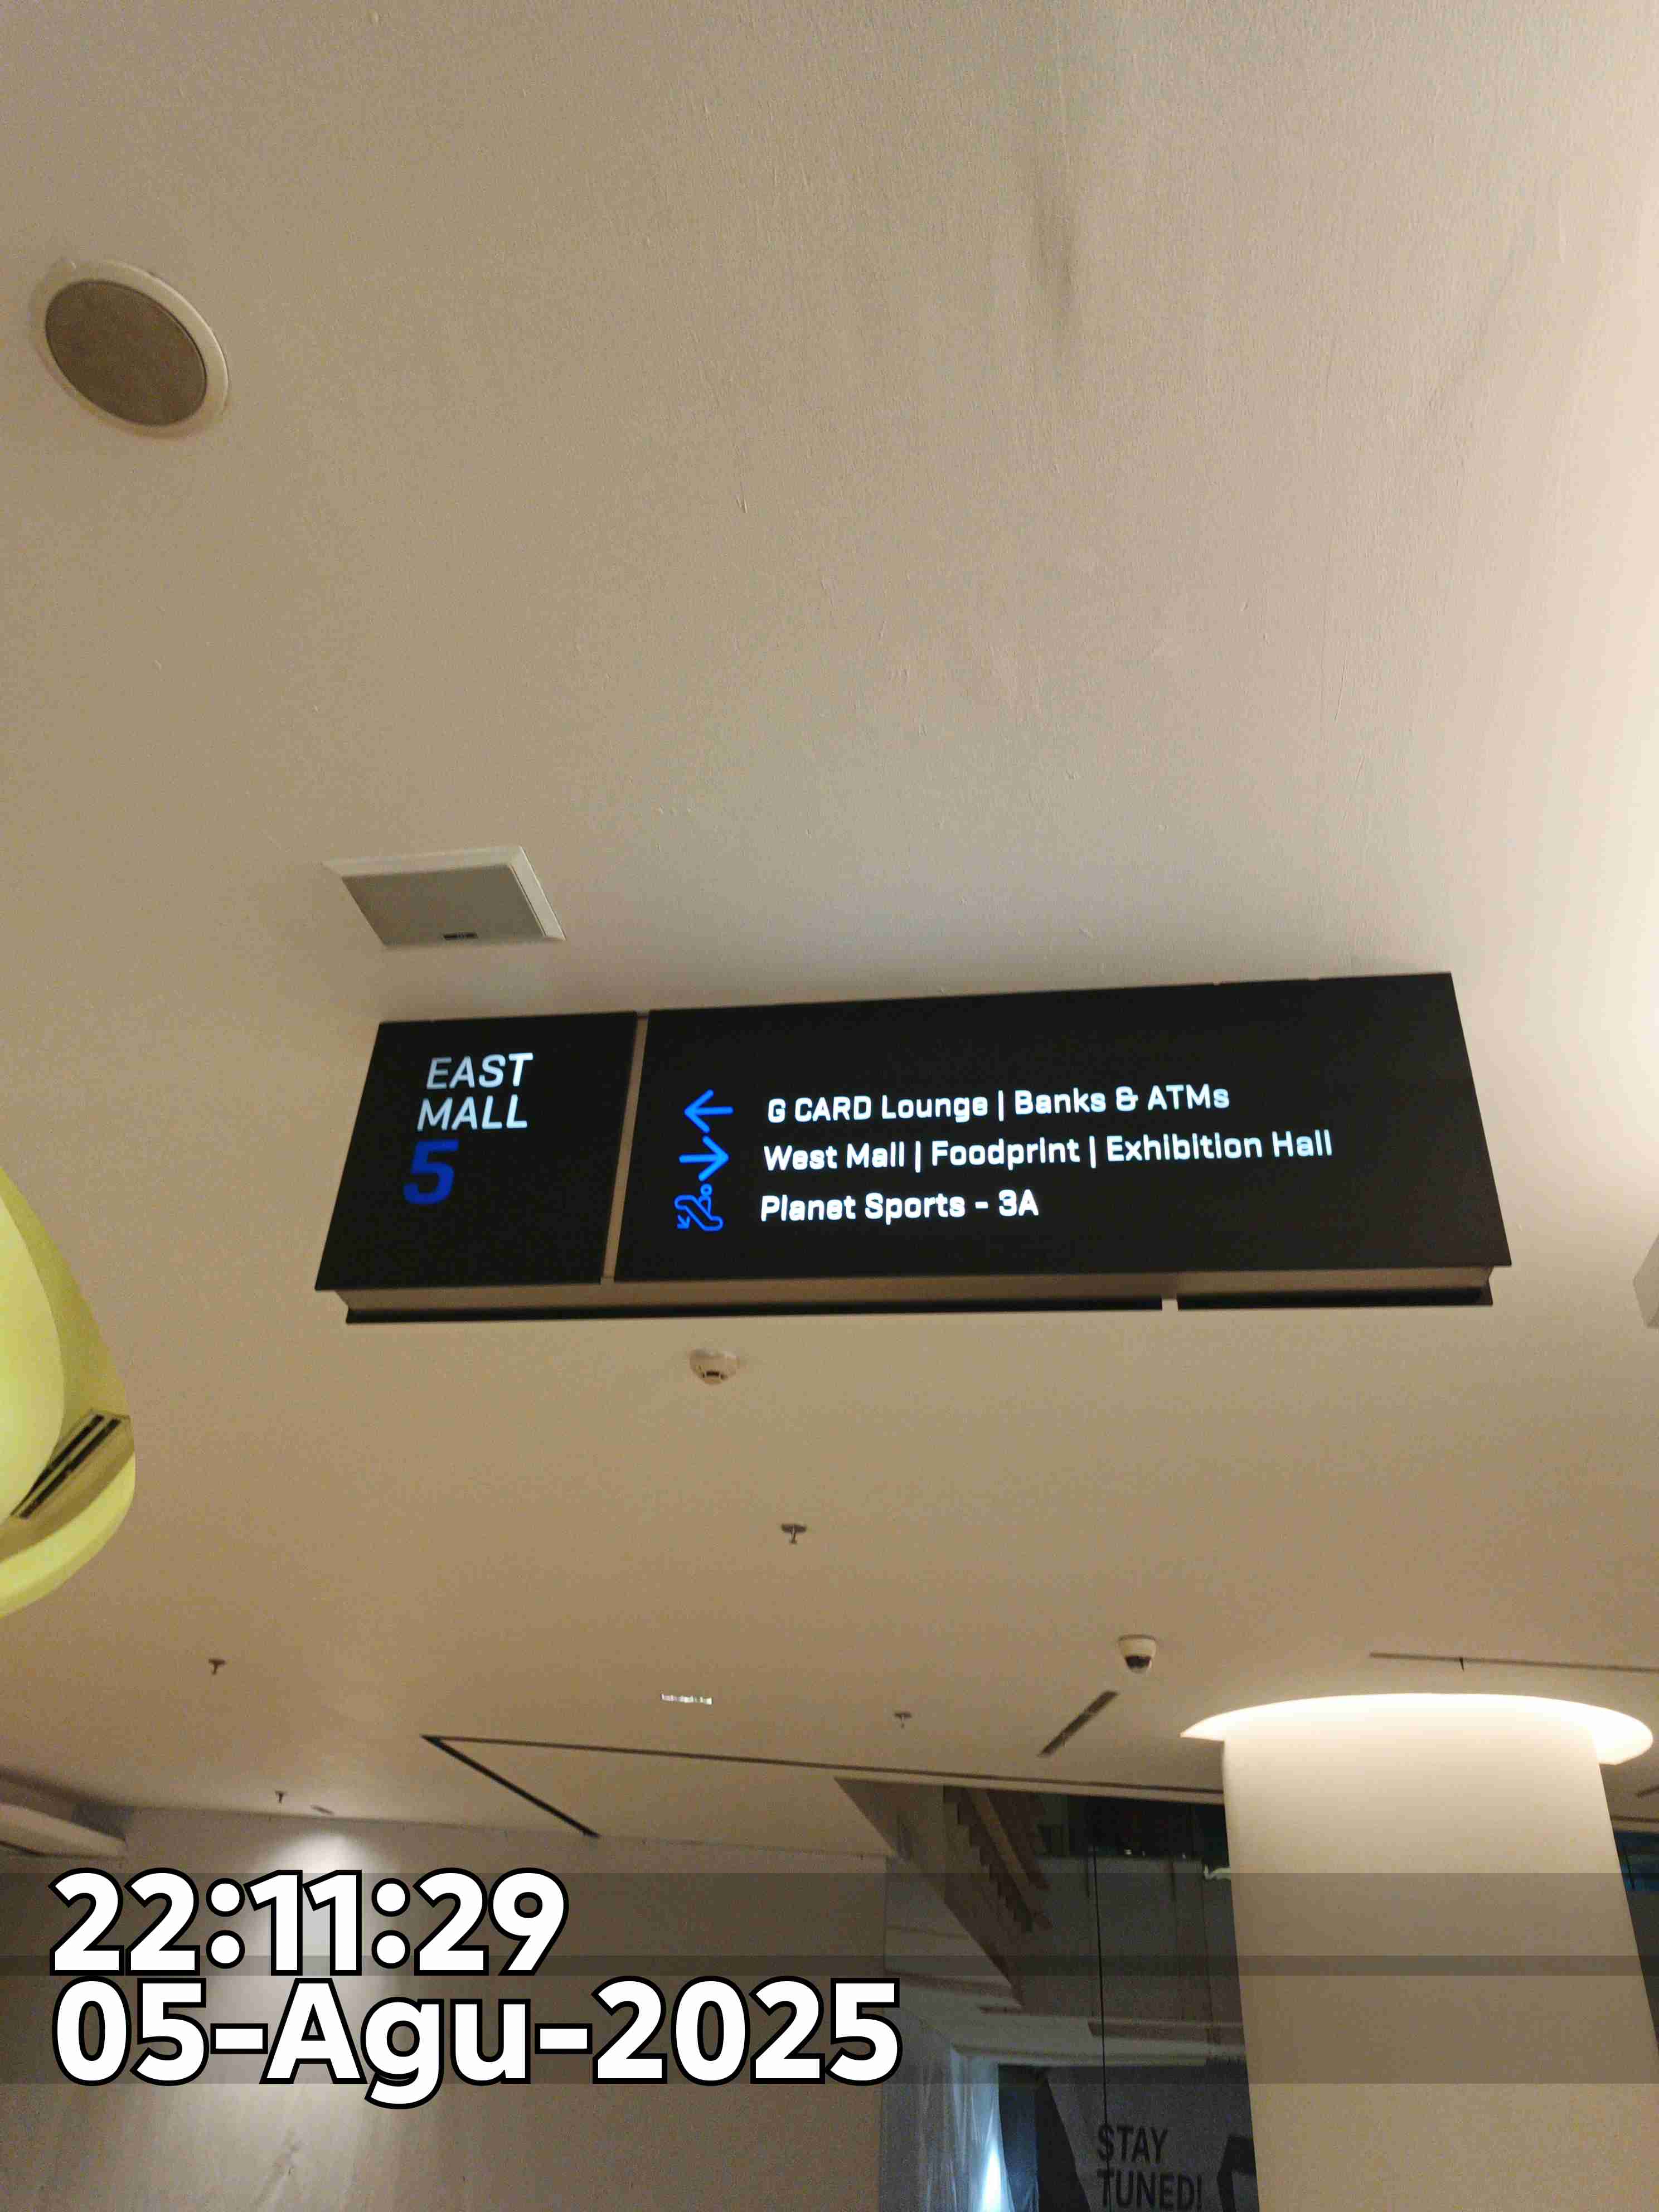 EAST
MALL
5
G CARD Lounge | Banks & ATMs
West Mall | Foodprint | Exhibition Hall
Planet Sports - 3A
22:11:29
05-Agu-2025
STAY
TUNED!